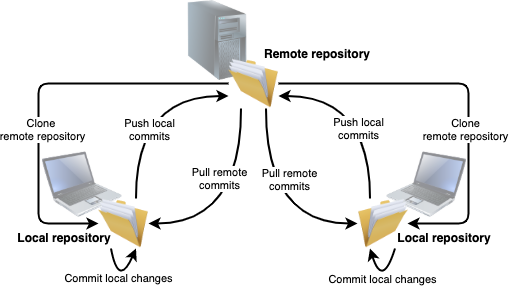 Remote repository
Clone
remote repository
Push local
commits
Pull remote
commits
Pull remote
commits
Push local
commits
Clone
remote repository
Local repository
Local repository
Commit local changes
Commit local changes